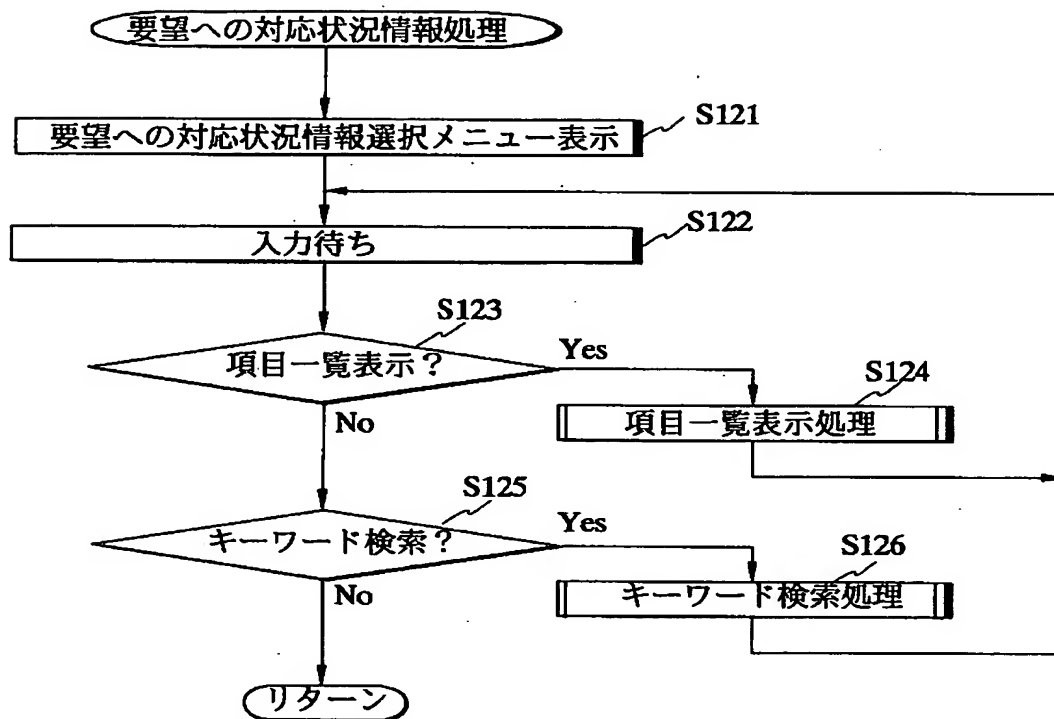 要望への対応状況情報処理
S121
要望への対応状況情報選択メニュー表示
S122
入力待ち
S123
項目一覧表示?
Yes
No
S124
項目一覧表示処理
S125
キーワード検索?
Yes
No
S126
キーワード検索処理
リターン